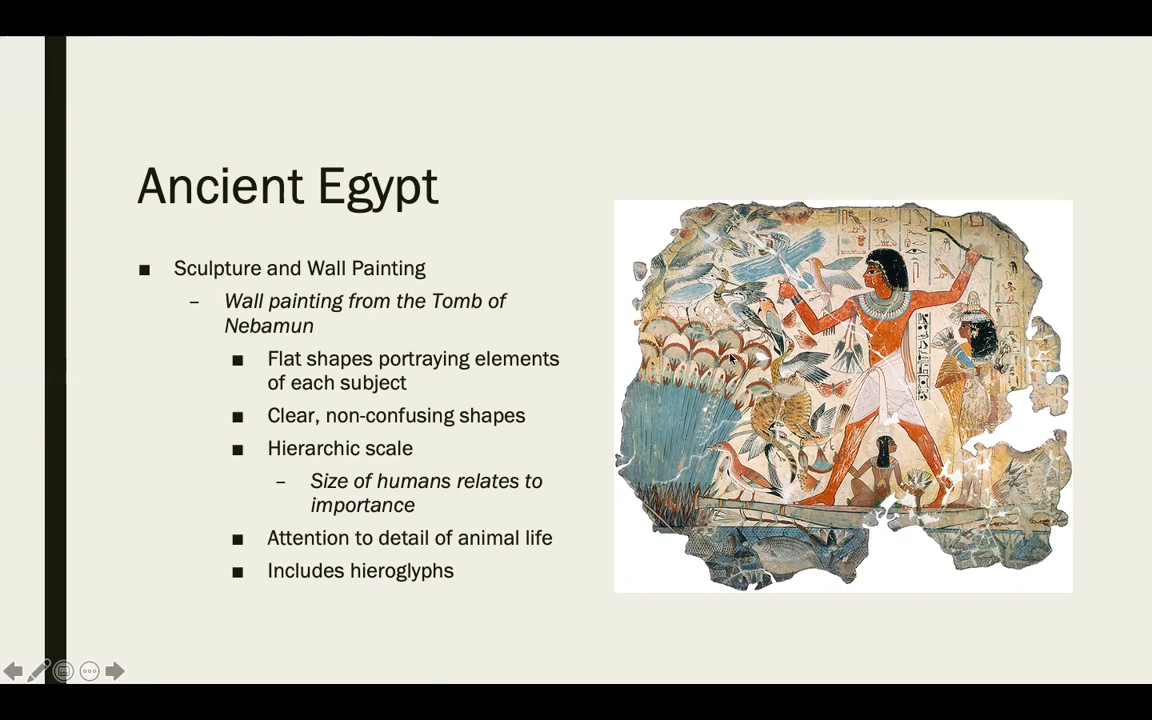 Ancient Egypt
■ Sculpture and Wall Painting
– Wall painting from the Tomb of
Nebamun
■ Flat shapes portraying elements
of each subject
■ Clear, non-confusing shapes
■ Hierarchic scale
– Size of humans relates to
importance
■ Attention to detail of animal life
■ Includes hieroglyphs